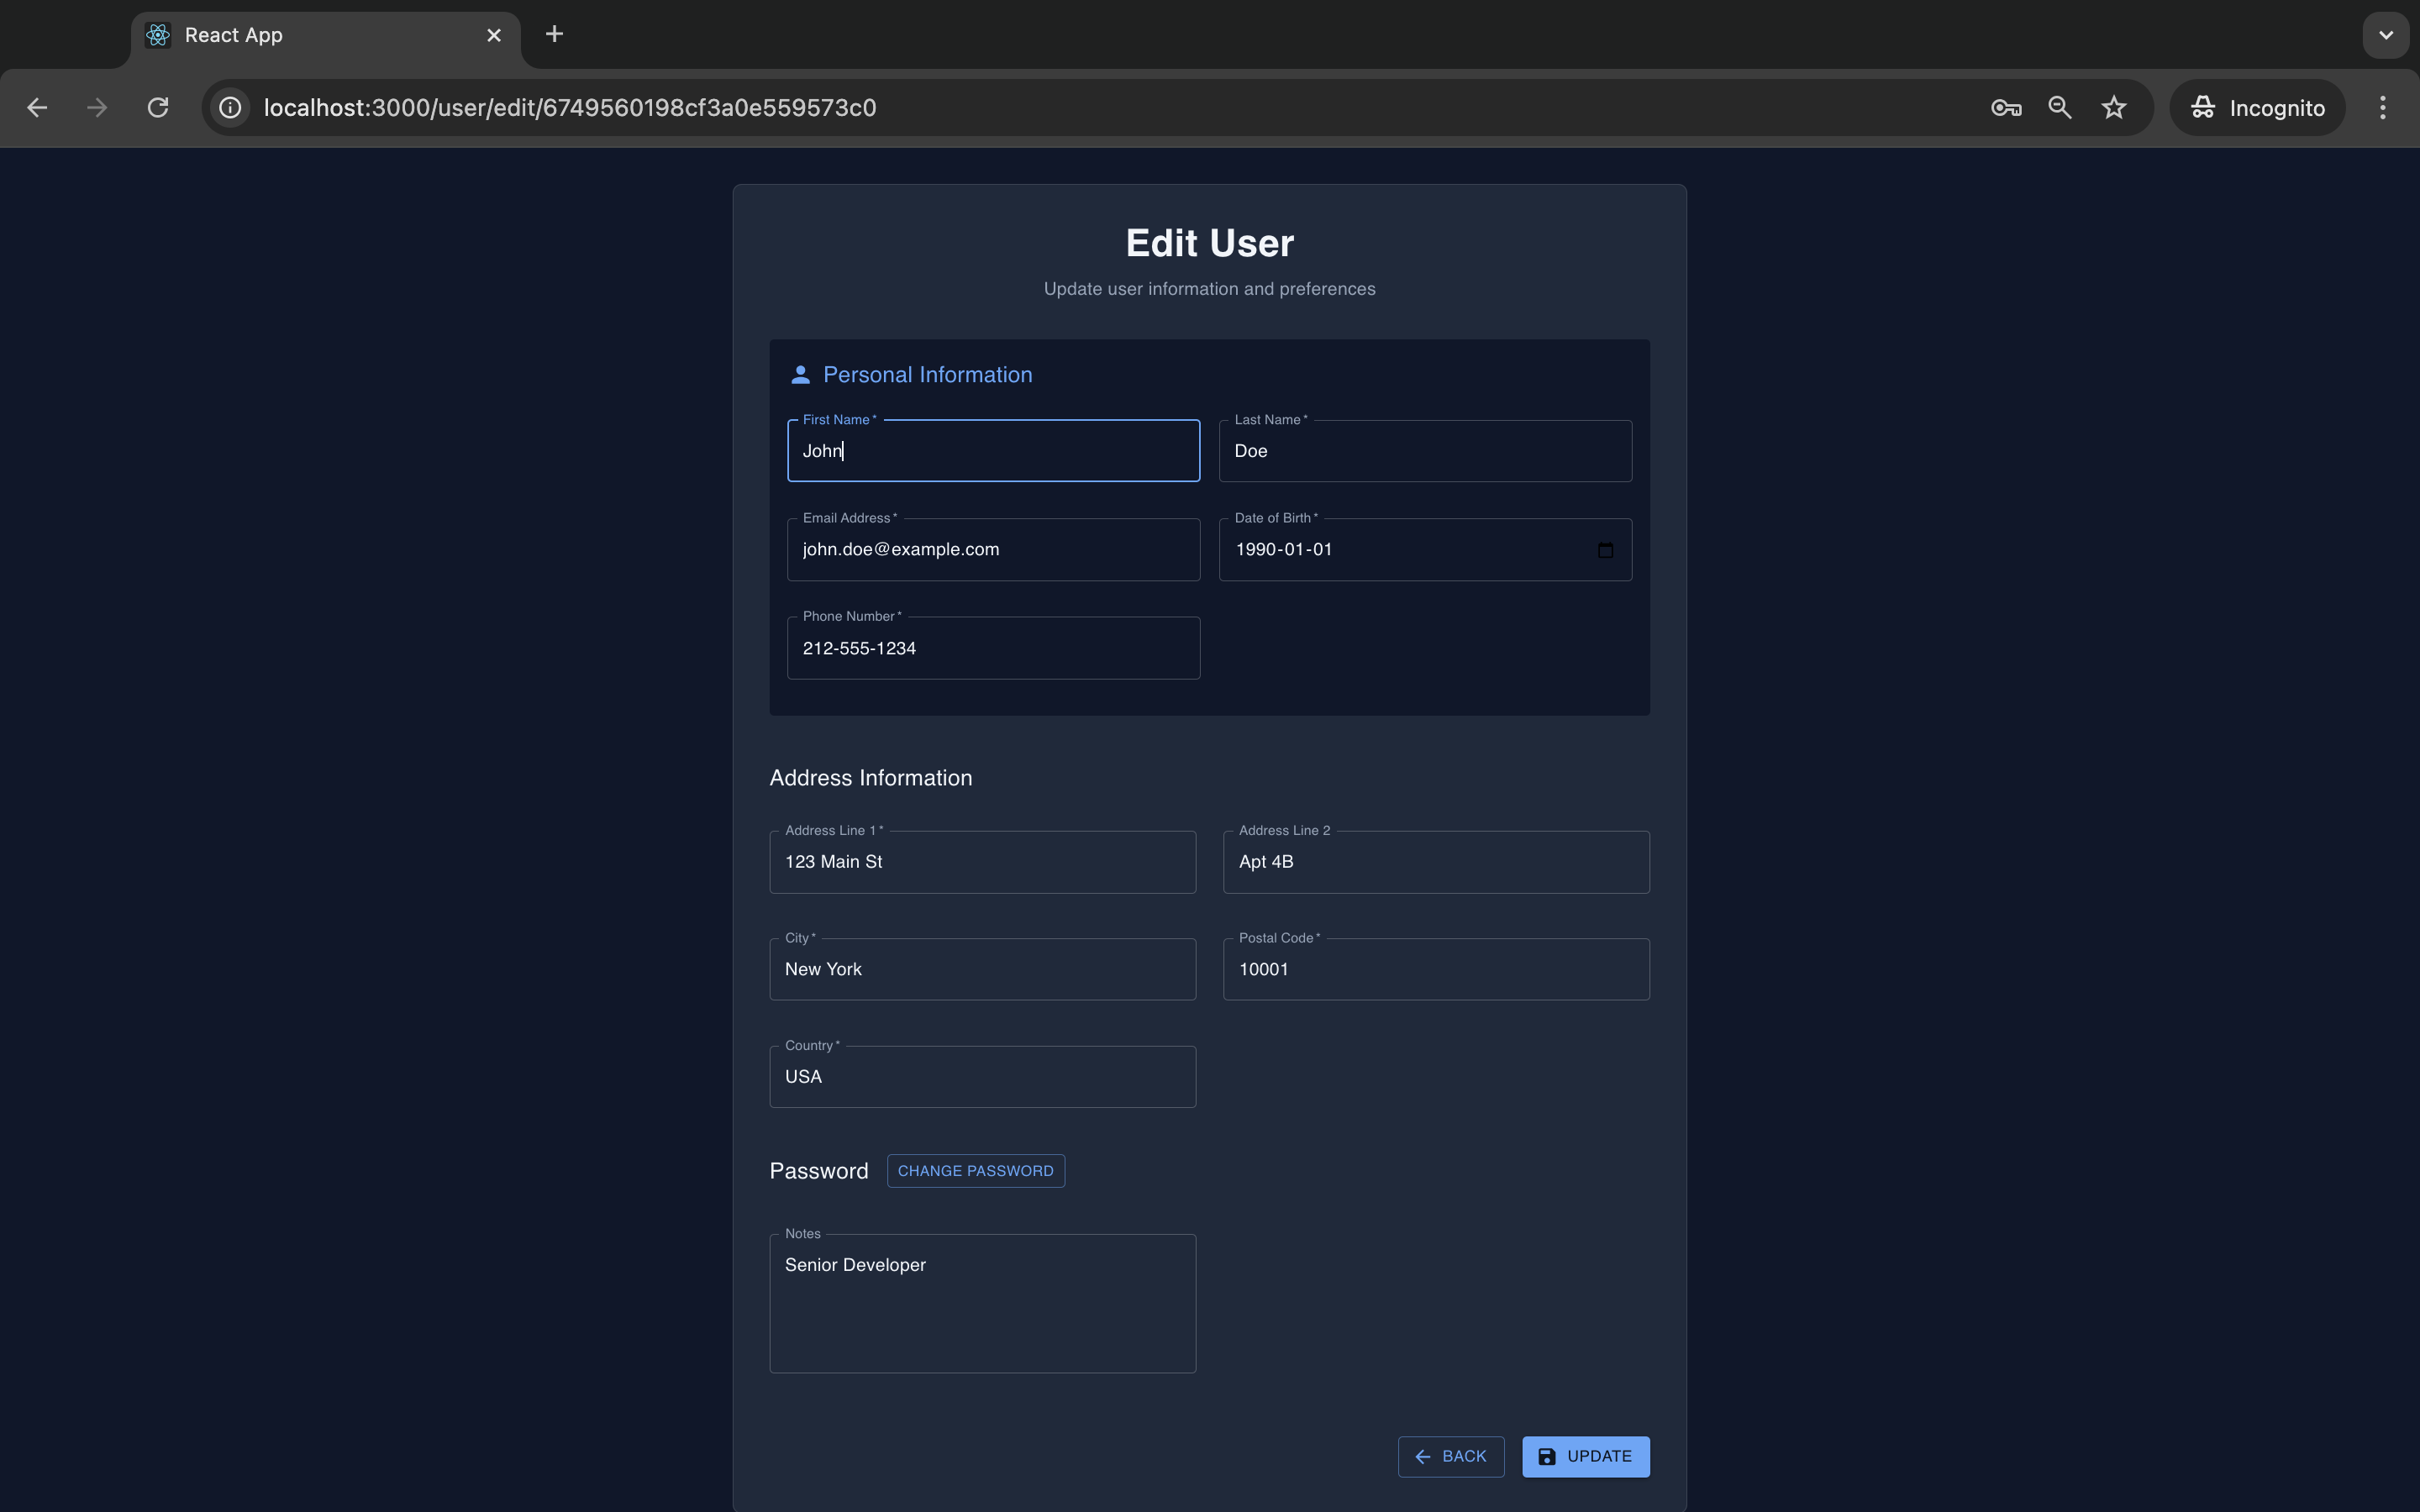 React App
localhost:3000/user/edit/6749560198cf3a0e559573c0
Incognito
Edit User
Update user information and preferences
Personal Information
First Name *
John
Last Name *
Doe
Email Address *
john.doe@example.com
Date of Birth *
1990-01-01
Phone Number *
212-555-1234
Address Information
Address Line 1 *
123 Main St
Address Line 2
Apt 4B
City *
New York
Postal Code *
10001
Country *
USA
Password
CHANGE PASSWORD
Notes
Senior Developer
BACK
UPDATE